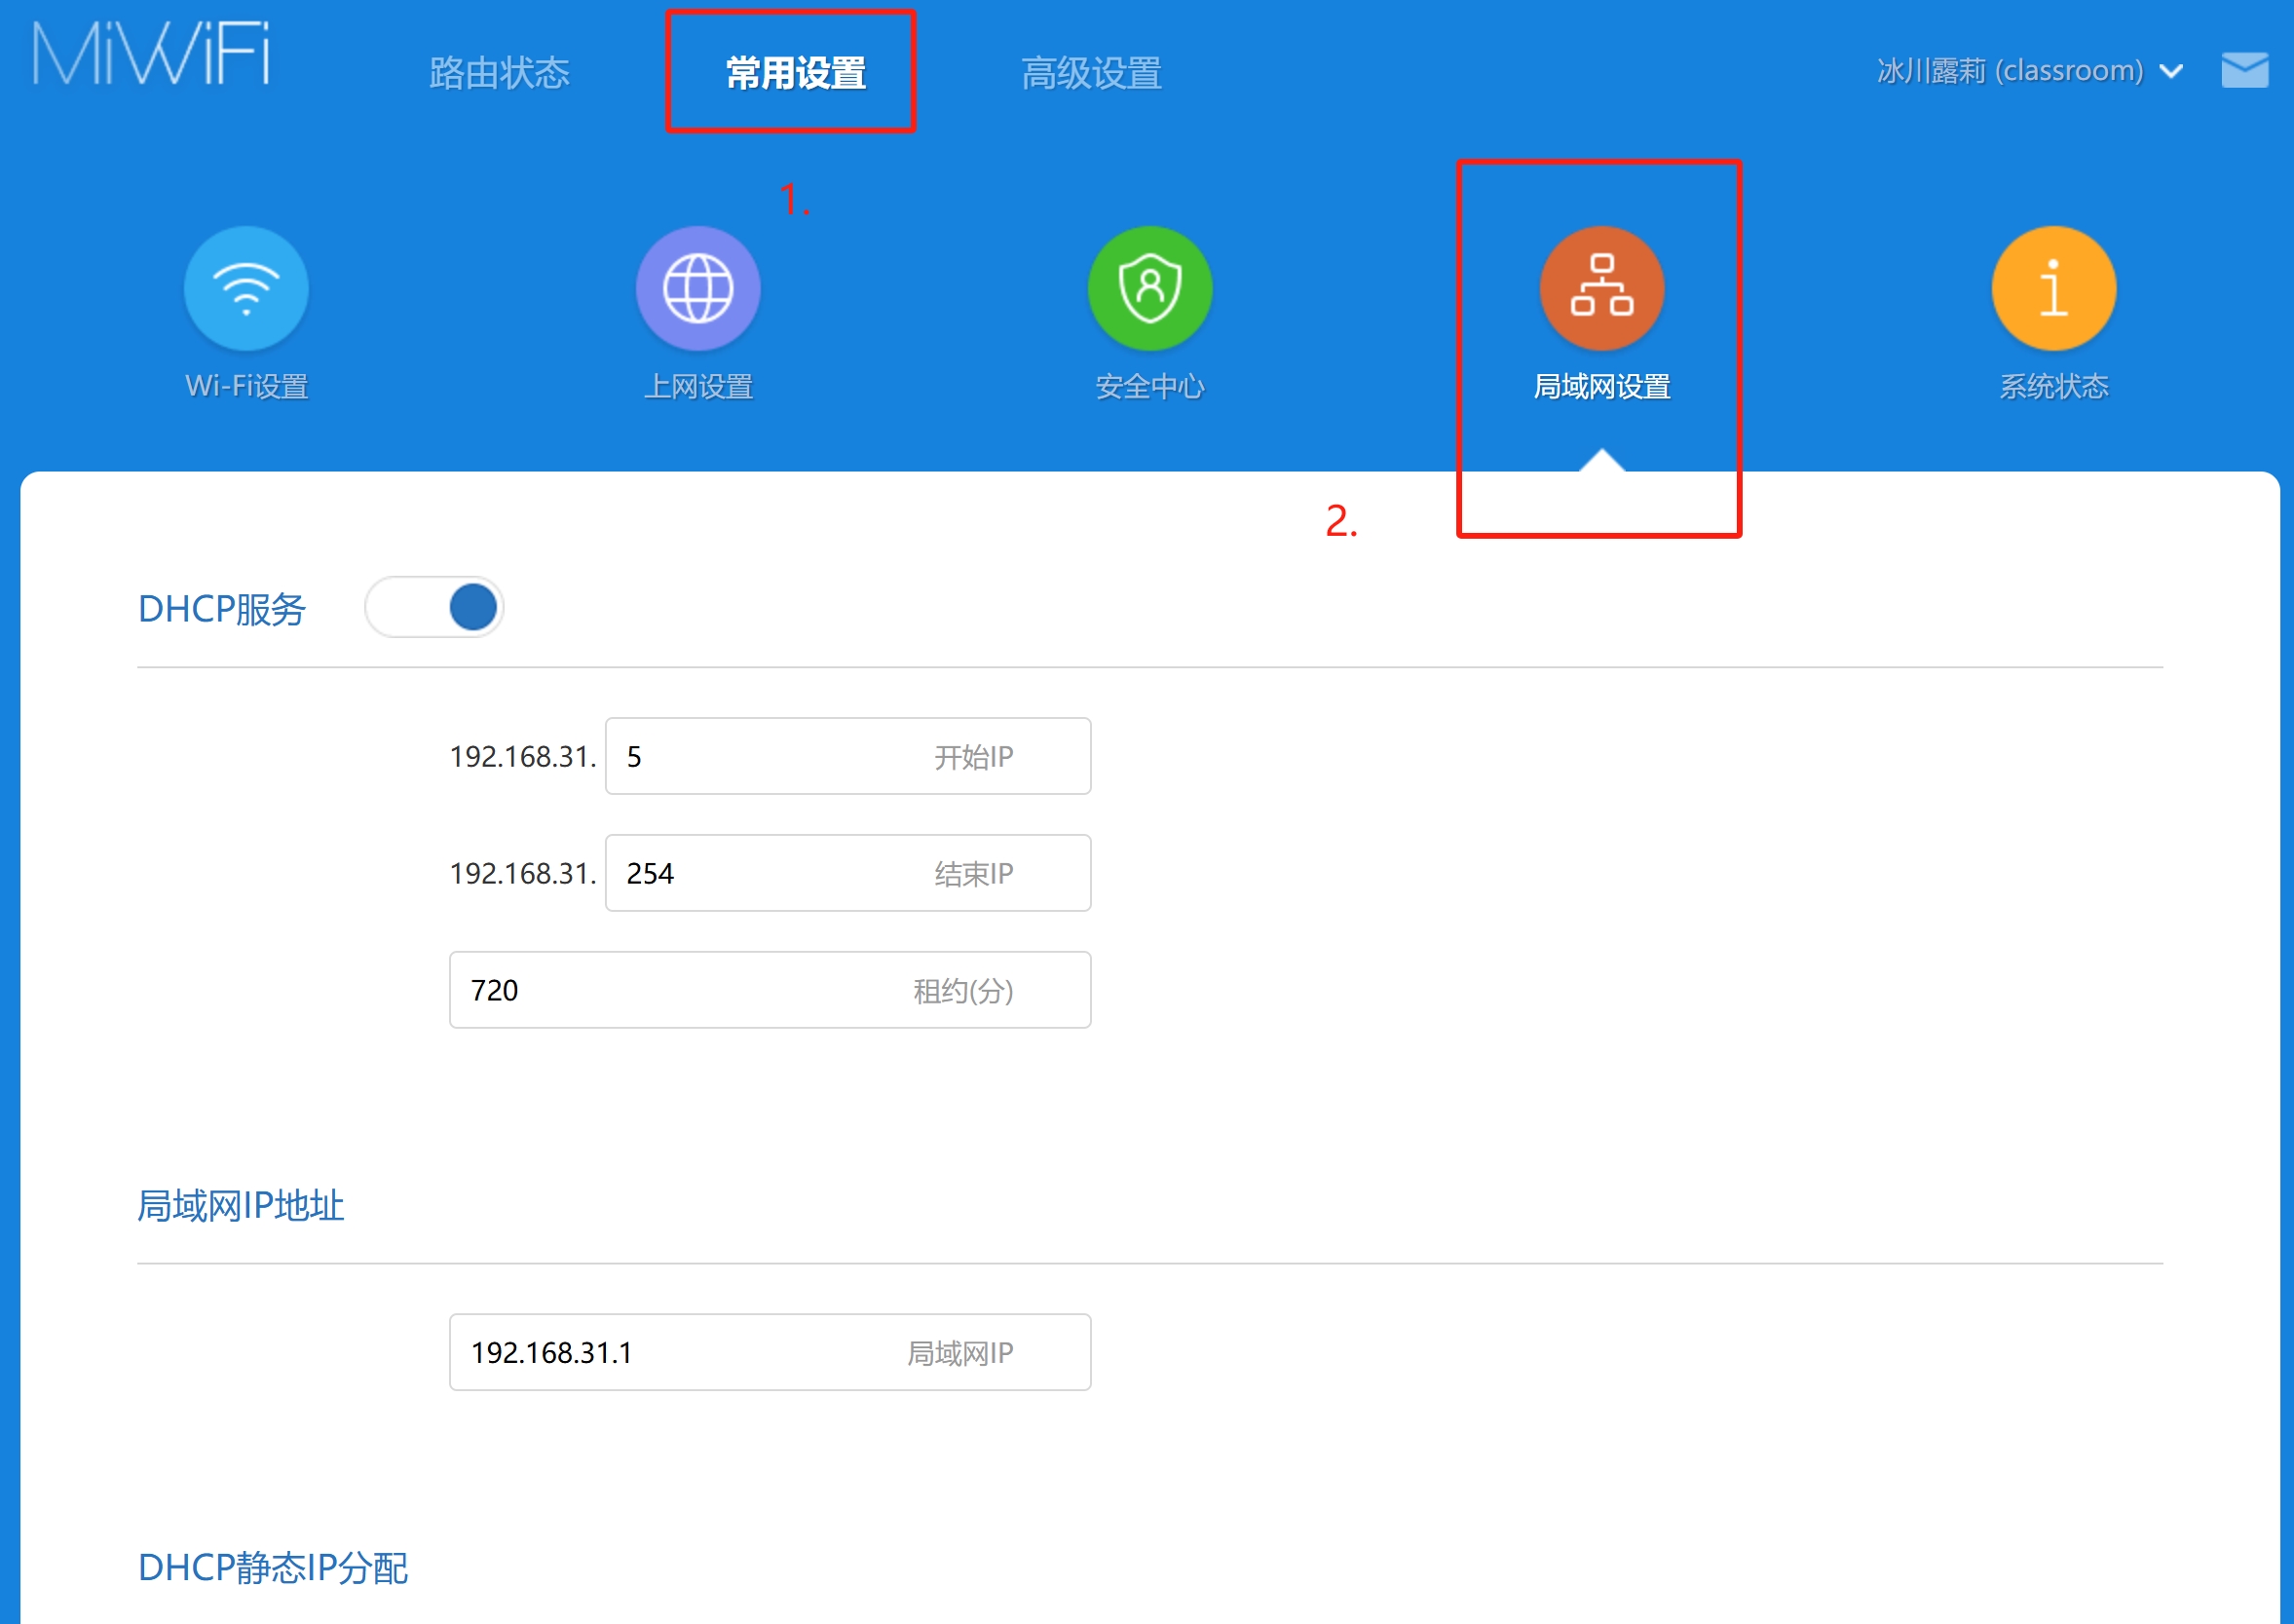 MiWiFi 路由状态 常用设置 高级设置 冰川露莉 (classroom)
1.
Wi-Fi设置 上网设置 安全中心 局域网设置 系统状态
2.
DHCP服务
192.168.31. 5 开始IP
192.168.31. 254 结束IP
720 租约(分)
局域网IP地址
192.168.31.1 局域网IP
DHCP静态IP分配